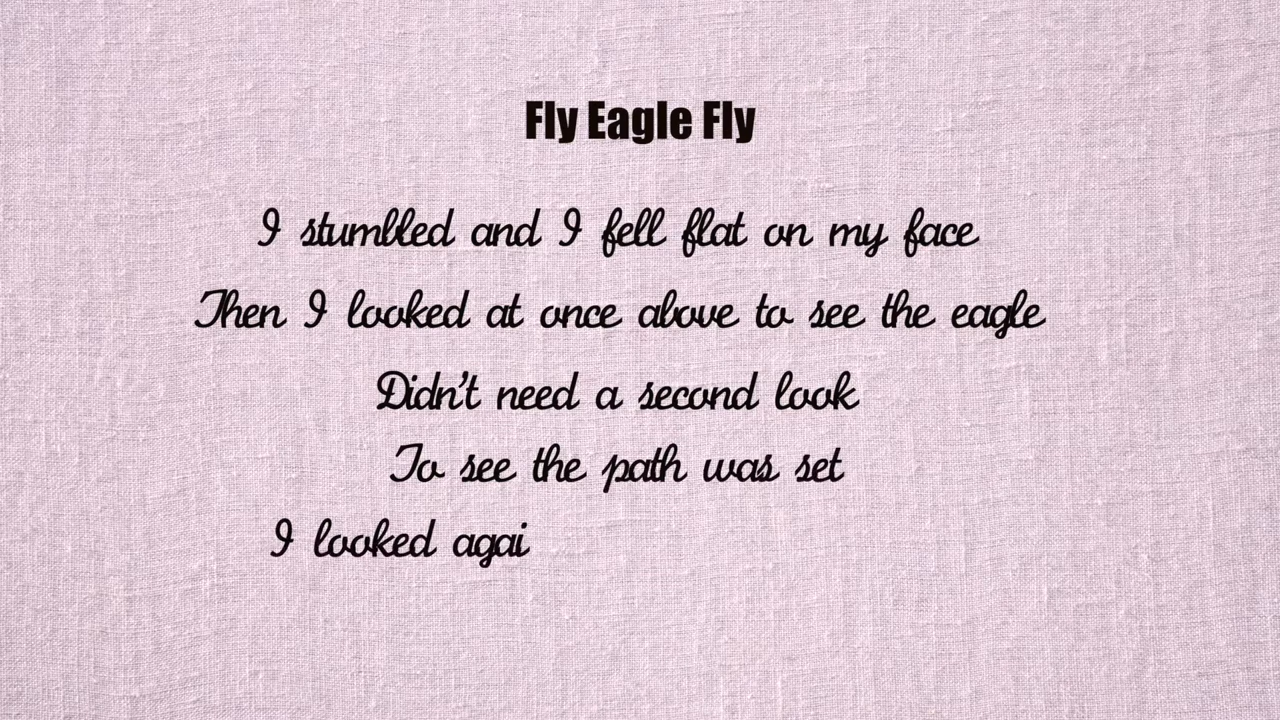 Fly Eagle Fly
I stumbled and I fell flat on my face
Then I looked at once above to see the eagle
Didn't need a second look
To see the path was set
I looked agai